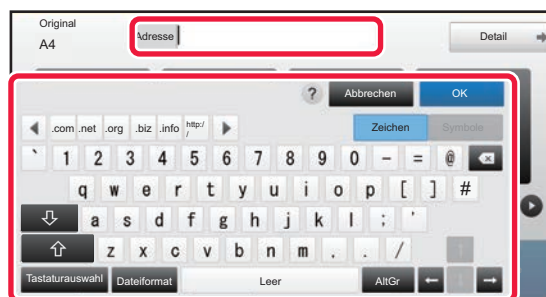 Original
A4
Adresse
Detail
? Abbrechen OK
.com .net .org .biz .info http:/
/
Zeichen Symbole
` 1 2 3 4 5 6 7 8 9 0 - = @
q w e r t y u i o p [ ] #
a s d f g h j k l ; '
z x c v b n m . . /
Tastaturauswahl Dateiformat Leer AltGr